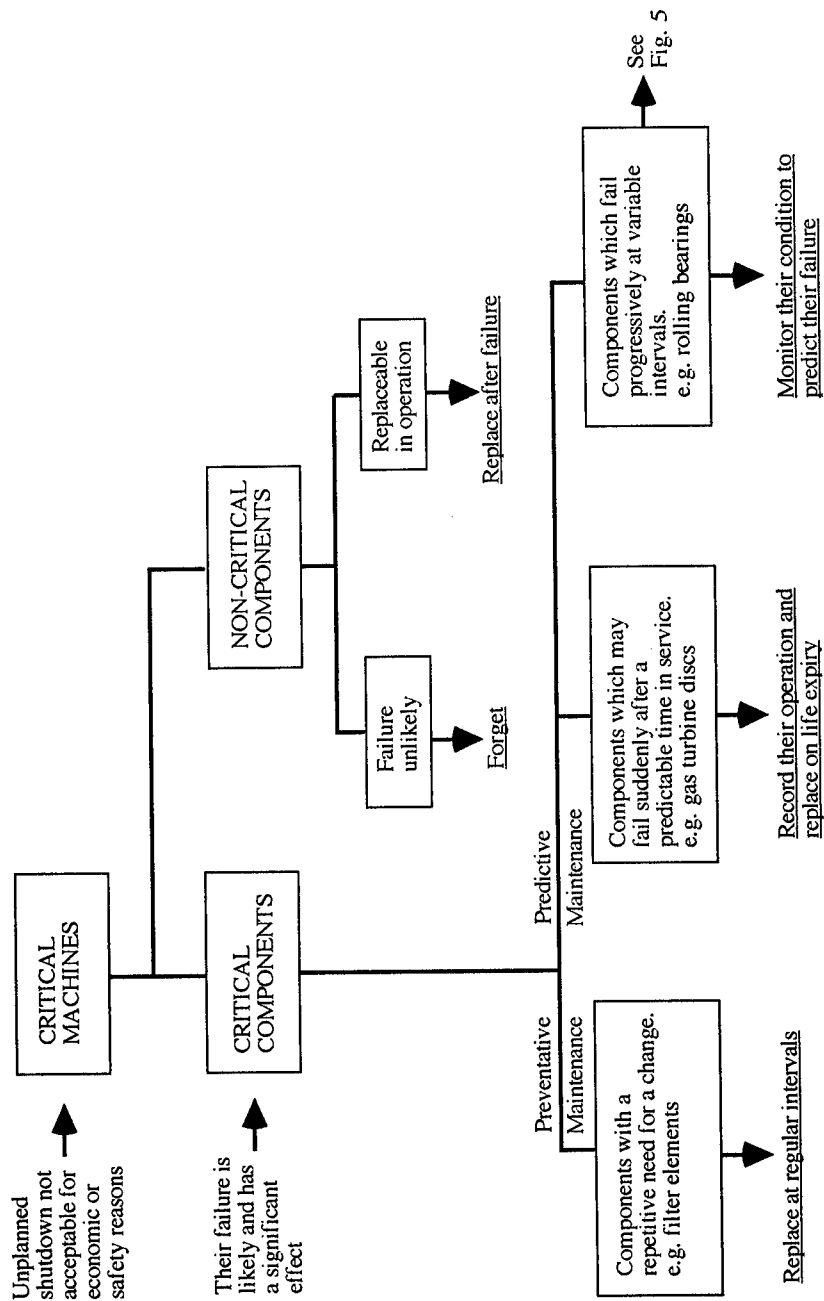 Unplanned
shutdown not
acceptable for
economic or
safety reasons
CRITICAL
MACHINES
Their failure is
likely and has
a significant
effect
CRITICAL
COMPONENTS
NON-CRITICAL
COMPONENTS
Failure
unlikely
Forget
Replaceable
in operation
Replace after failure
Preventative
Maintenance
Predictive
Maintenance
Components with a
repetitive need for a change.
e.g. filter elements
Replace at regular intervals
Components which may
fail suddenly after a
predictable time in service.
e.g. gas turbine discs
Record their operation and
replace on life expiry
Components which fail
progressively at variable
intervals.
e.g. rolling bearings
See
Fig. 5
Monitor their condition to
predict their failure